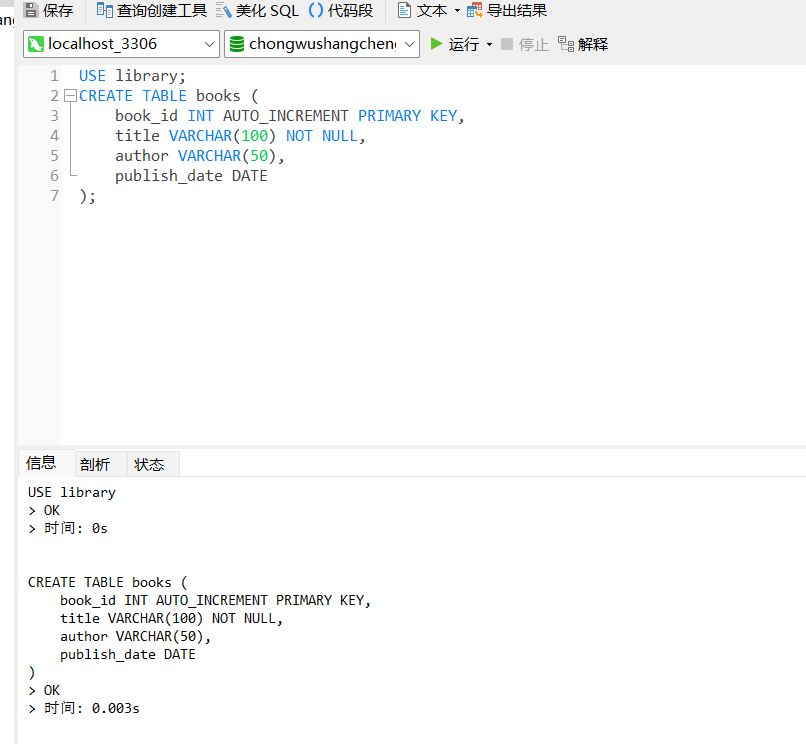 保存 查询创建工具 美化 SQL () 代码段 文本 导出结果
localhost_3306 chongwushangchen 运行 停止 解释
1 USE library;
2 CREATE TABLE books (
3 book_id INT AUTO_INCREMENT PRIMARY KEY,
4 title VARCHAR(100) NOT NULL,
5 author VARCHAR(50),
6 publish_date DATE
7 );
信息 剖析 状态
USE library
> OK
> 时间: 0s
CREATE TABLE books (
book_id INT AUTO_INCREMENT PRIMARY KEY,
title VARCHAR(100) NOT NULL,
author VARCHAR(50),
publish_date DATE
)
> OK
> 时间: 0.003s